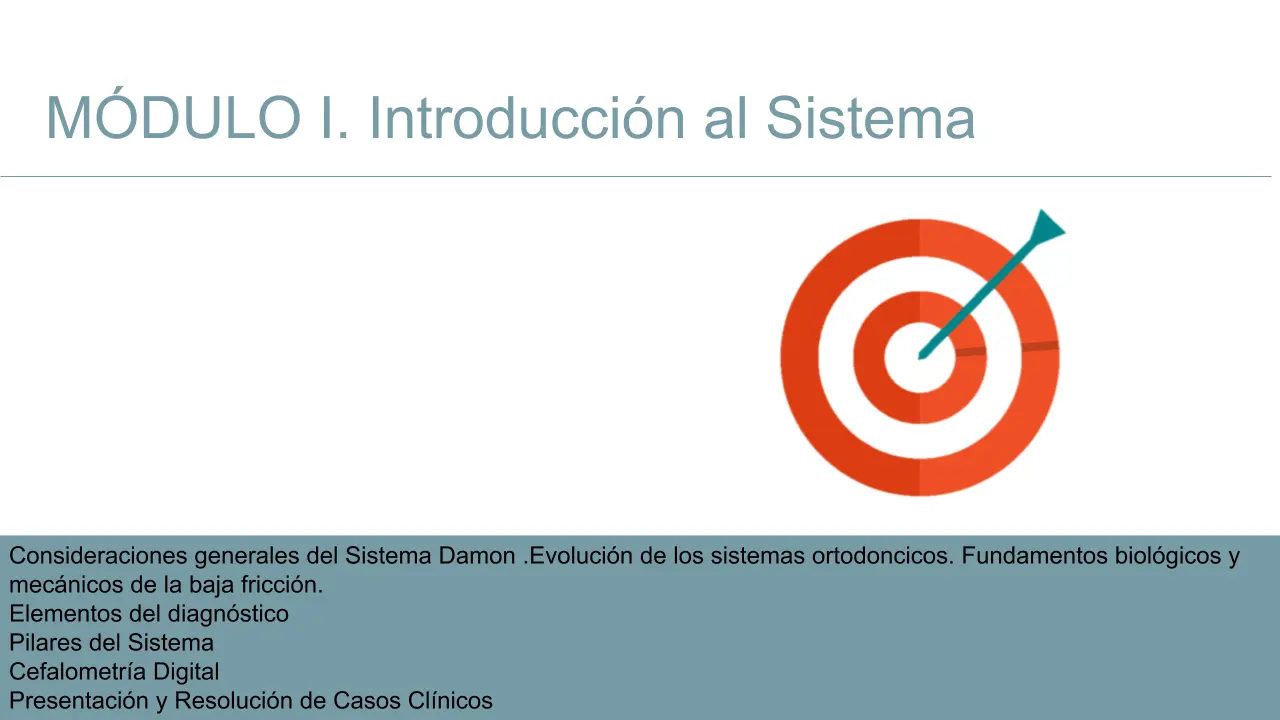 MÓDULO I. Introducción al Sistema
Consideraciones generales del Sistema Damon .Evolución de los sistemas ortodoncicos. Fundamentos biológicos y
mecánicos de la baja fricción.
Elementos del diagnóstico
Pilares del Sistema
Cefalometría Digital
Presentación y Resolución de Casos Clínicos